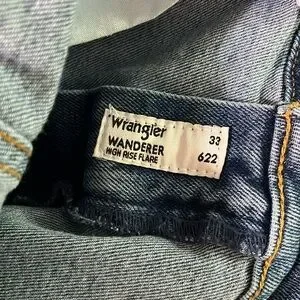 Wrangler 33
WANDERER 622
HIGH RISE FLARE